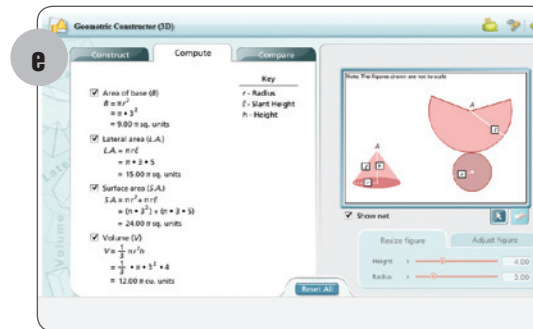 Geometric Constructor (3D)
e
Construct
Compute
Compare
Area of base (B)
B = πr²
= π • 3²
= 9.00 π sq. units
Lateral area (L.A.)
L.A. = πrℓ
= π • 3 • 5
= 15.00 π sq. units
Surface area (S.A.)
S.A. = πr² + πrℓ
= (π • 3²) + (π • 3 • 5)
= 24.00 π sq. units
Volume (V)
V = 1/3 πr²h
= 1/3 • π • 3² • 4
= 12.00 π cu. units
Key
r - Radius
ℓ - Slant Height
h - Height
Reset All
Note: The figures shown are not to scale
A
A
ℓ
ℓ
h
r
r
Show net
Resize figure
Adjust figure
Height
4.00
Radius
3.00
Volume